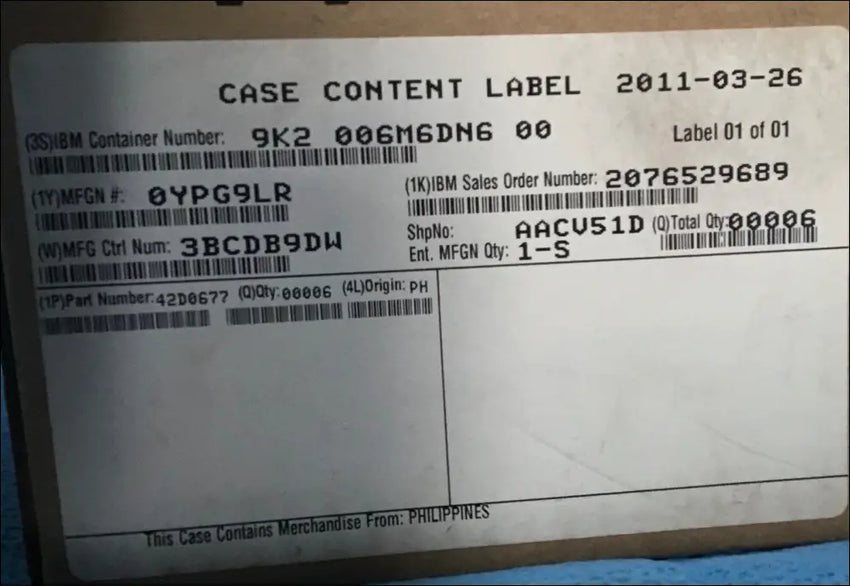 CASE CONTENT LABEL 2011-03-26
(3S)IBM Container Number: 9K2 006M6DN6 00 Label 01 of 01
(1Y)MFGN #: 0YPG9LR (1K)IBM Sales Order Number: 2076529689
(W)MFG Ctrl Num: 3BCDB9DW ShpNo: AACV51D (Q)Total Qty:00006
Ent. MFGN Qty: 1-S
(1P)Part Number:42D0677 (Q)Qty:00006 (4L)Origin: PH
This Case Contains Merchandise From: PHILIPPINES